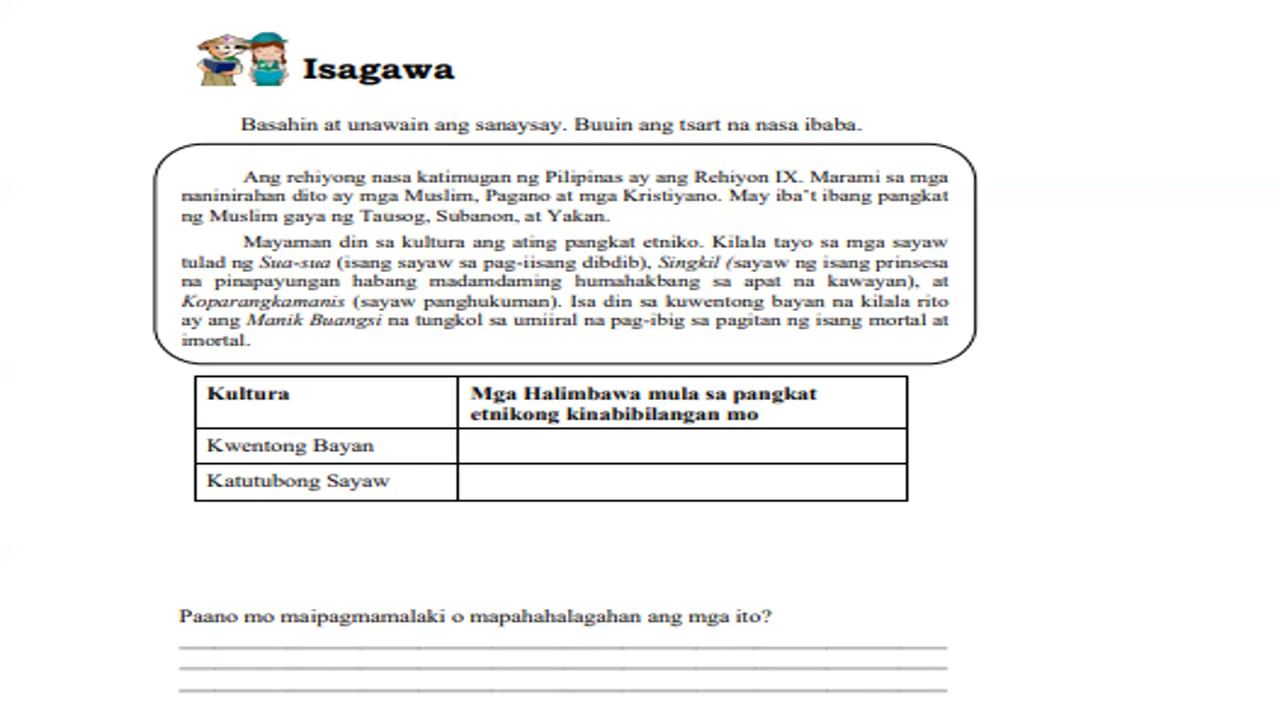 Isagawa
Basahin at unawain ang sanaysay. Buuin ang tsart na nasa ibaba.
Ang rehiyong nasa katimugan ng Pilipinas ay ang Rehiyon IX. Marami sa mga
naninirahan dito ay mga Muslim, Pagano at mga Kristiyano. May iba't ibang pangkat
ng Muslim gaya ng Tausog, Subanon, at Yakan.
Mayaman din sa kultura ang ating pangkat etniko. Kilala tayo sa mga sayaw
tulad ng Sua-sua (isang sayaw sa pag-iisang dibdib), Singkil (sayaw ng isang prinsesa
na pinapayungan habang madamdaming humahakbang sa apat na kawayan), at
Koparangkamanis (sayaw panghukuman). Isa din sa kuwentong bayan na kilala rito
ay ang Manik Buangsi na tungkol sa umiiral na pag-ibig sa pagitan ng isang mortal at
imortal.
Kultura
Mga Halimbawa mula sa pangkat
etnikong kinabibilangan mo
Kwentong Bayan
Katutubong Sayaw
Paano mo maipagmamalaki o mapahahalagahan ang mga ito?